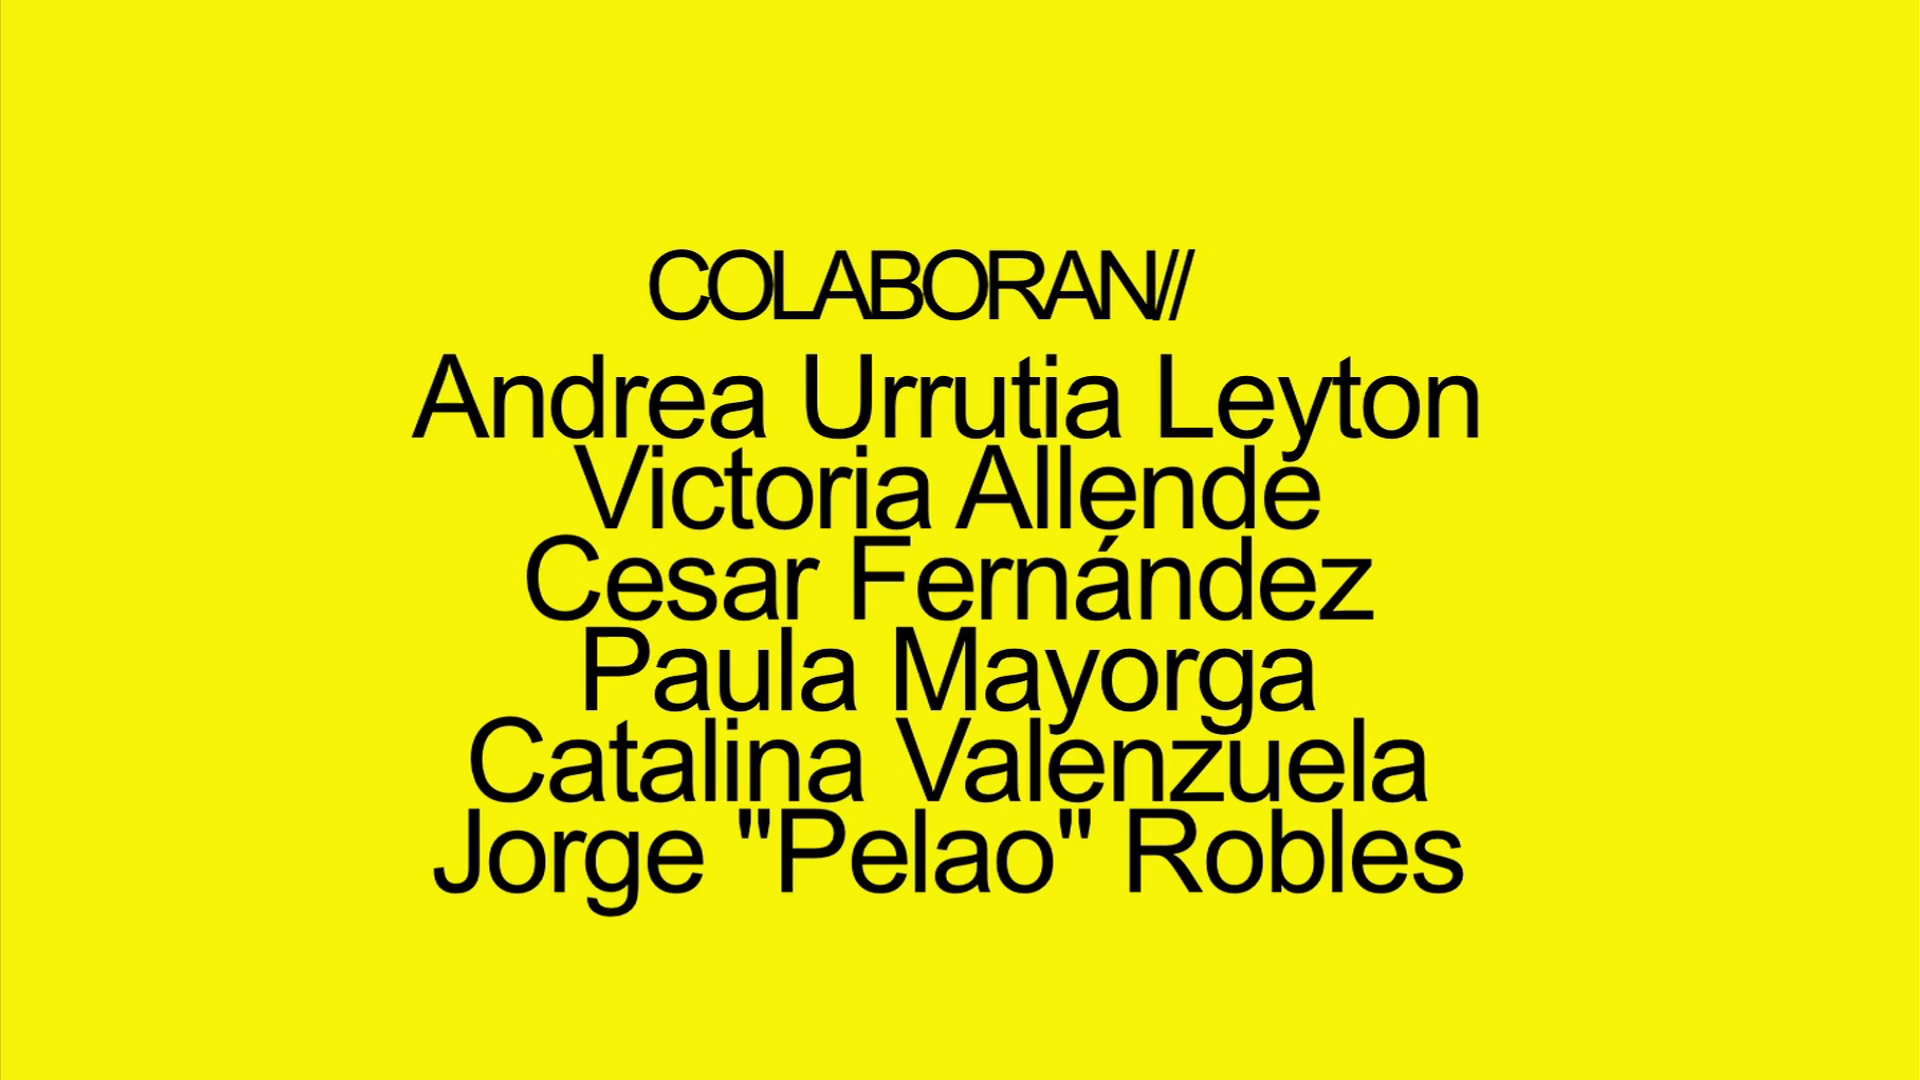 COLABORAN//
Andrea Urrutia Leyton
Victoria Allende
Cesar Fernández
Paula Mayorga
Catalina Valenzuela
Jorge "Pelao" Robles